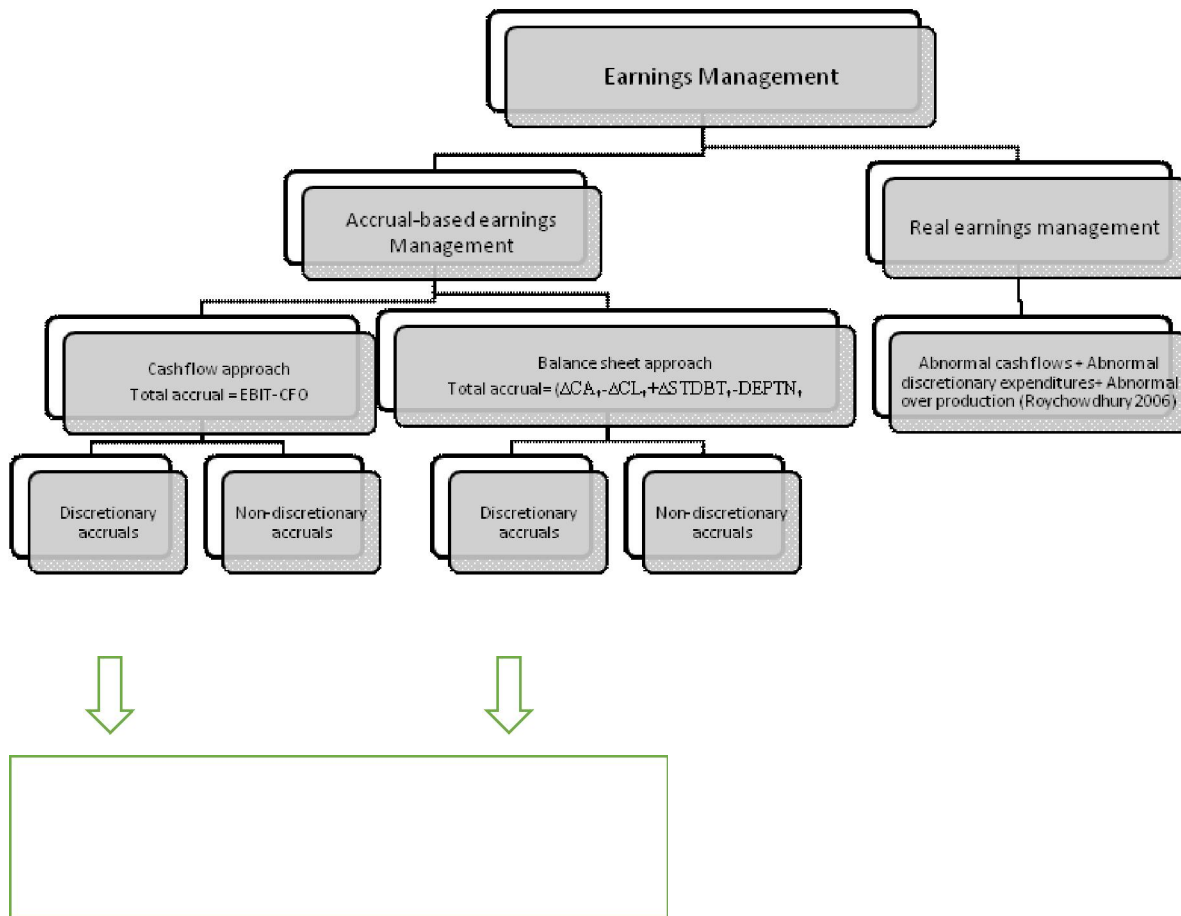 Earnings Management
Accrual-based earnings
Management
Real earnings management
Cash flow approach
Total accrual = EBIT- CFO
Balance sheet approach
Total accrual= (ΔCAₜ-ΔCLₜ+ΔSTDBTₜ-DEPTNₜ
Abnormal cash flows + Abnormal
discretionary expenditures+ Abnormal
over production (Roychowdhury 2006)
Discretionary
accruals
Non-discretionary
accruals
Discretionary
accruals
Non-discretionary
accruals